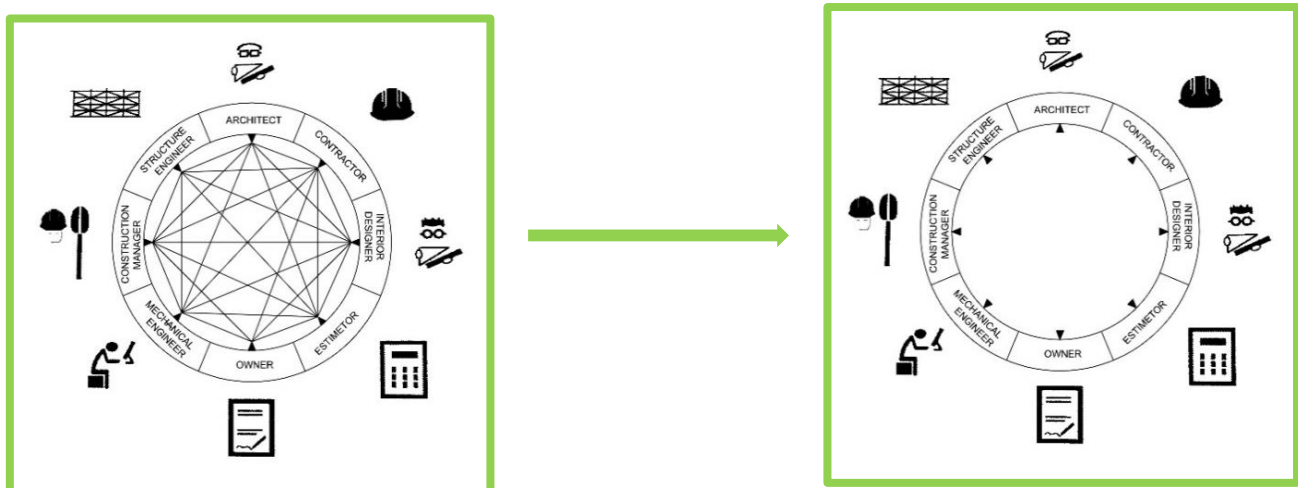 ARCHITECT
CONTRACTOR
INTERIOR
DESIGNER
ESTIMETOR
OWNER
MECHANICAL
ENGINEER
CONSTRUCTION
MANAGER
STRUCTURE
ENGINEER
ARCHITECT
CONTRACTOR
INTERIOR
DESIGNER
ESTIMETOR
OWNER
MECHANICAL
ENGINEER
CONSTRUCTION
MANAGER
STRUCTURE
ENGINEER